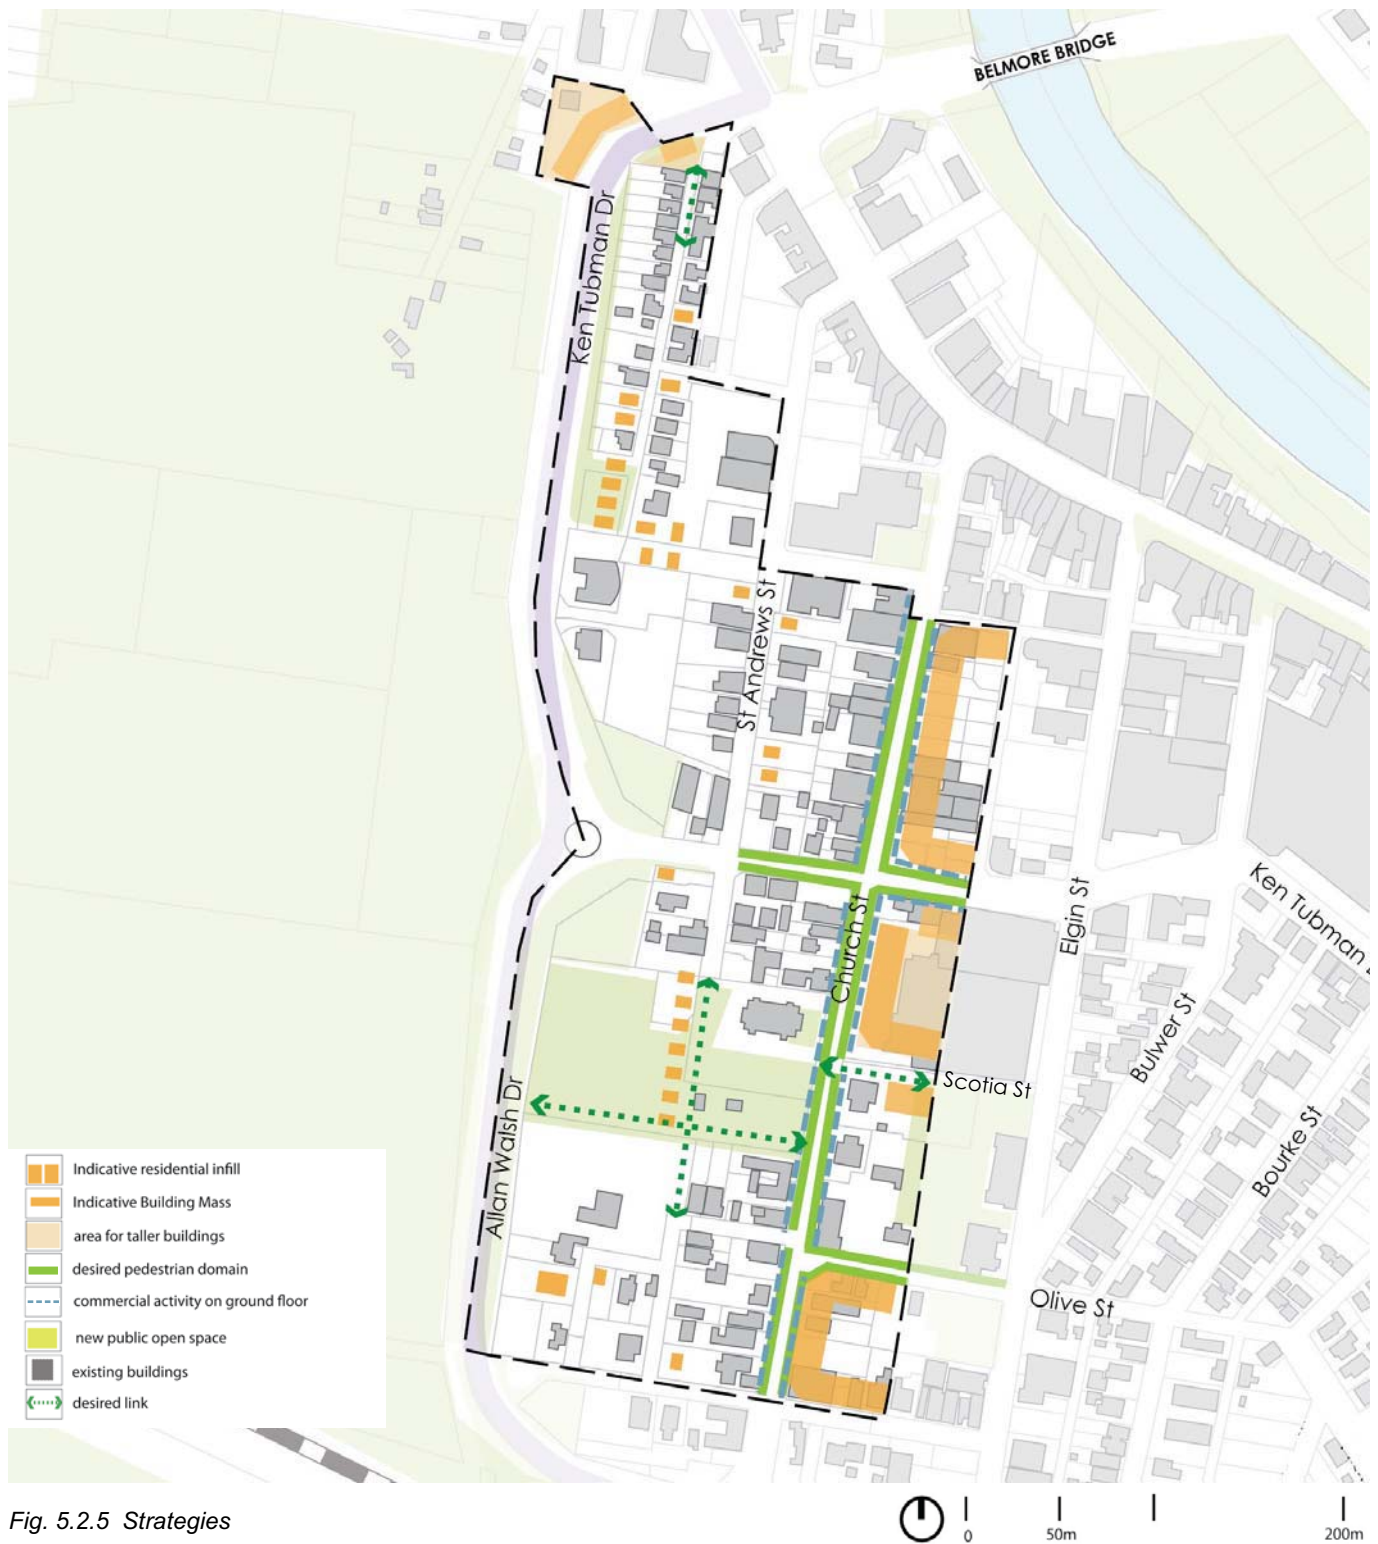 BELMORE BRIDGE
Ken Tubman Dr
St Andrews St
Church St
Elgin St
Ken Tubman
Bulwer St
Scotia St
Bourke St
Allan Walsh Dr
Olive St
Indicative residential infill
Indicative Building Mass
area for taller buildings
desired pedestrian domain
commercial activity on ground floor
new public open space
existing buildings
desired link
Fig. 5.2.5 Strategies
0
50m
200m